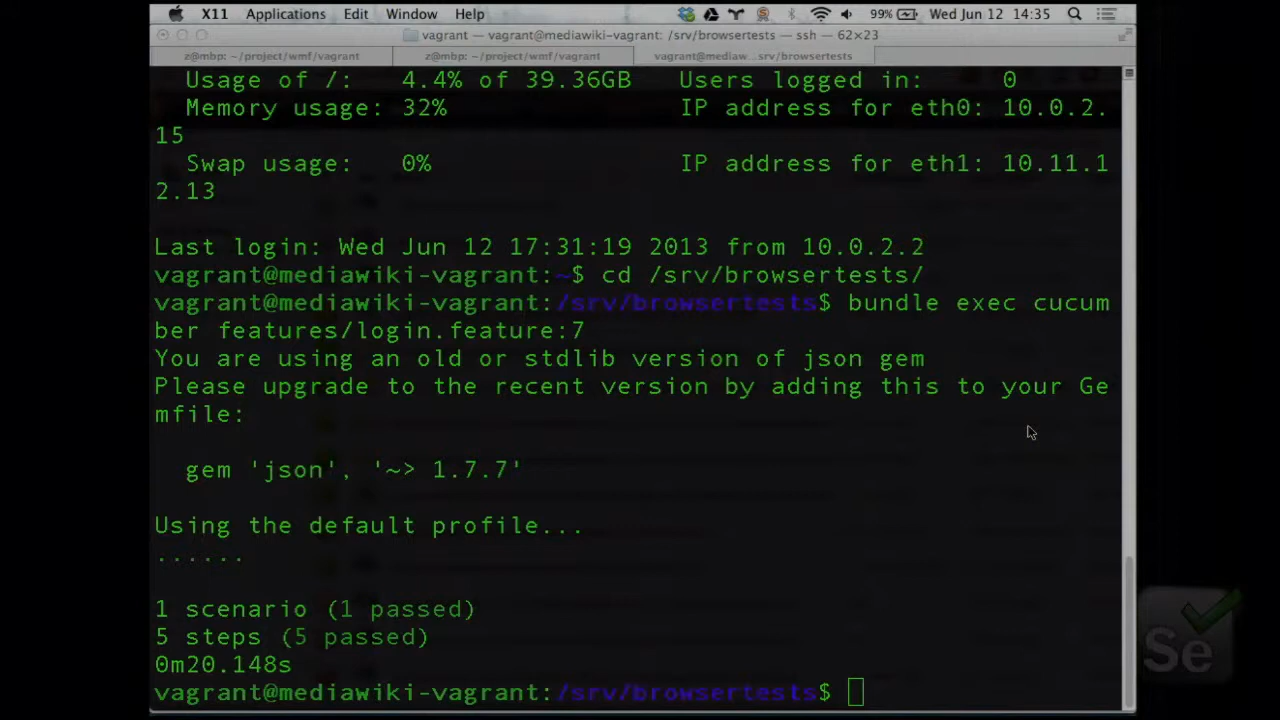 X11 Applications Edit Window Help 99% Wed Jun 12 14:35
vagrant — vagrant@mediawiki-vagrant: /srv/browsertests — ssh — 62×23
z@mbp: ~/project/wmf/vagrant z@mbp: ~/project/wmf/vagrant vagrant@mediaw... srv/browsertests
Usage of /: 4.4% of 39.36GB Users logged in: 0
Memory usage: 32% IP address for eth0: 10.0.2.
15
Swap usage: 0% IP address for eth1: 10.11.1
2.13
Last login: Wed Jun 12 17:31:19 2013 from 10.0.2.2
vagrant@mediawiki-vagrant:~$ cd /srv/browsertests/
vagrant@mediawiki-vagrant:/srv/browsertests$ bundle exec cucum
ber features/login.feature:7
You are using an old or stdlib version of json gem
Please upgrade to the recent version by adding this to your Ge
mfile:
gem 'json', '~> 1.7.7'
Using the default profile...
......
1 scenario (1 passed)
5 steps (5 passed)
0m20.148s
vagrant@mediawiki-vagrant:/srv/browsertests$
Se